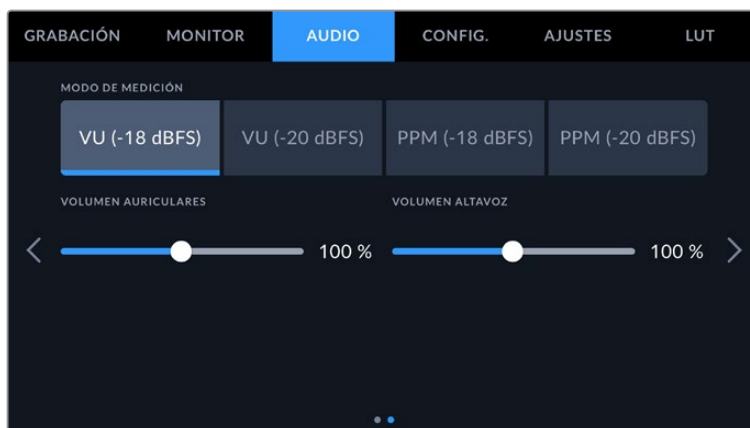 GRABACIÓN MONITOR AUDIO CONFIG. AJUSTES LUT
MODO DE MEDICIÓN
VU (-18 dBFS) VU (-20 dBFS) PPM (-18 dBFS) PPM (-20 dBFS)
VOLUMEN AURICULARES VOLUMEN ALTAVOZ
100 % 100 %